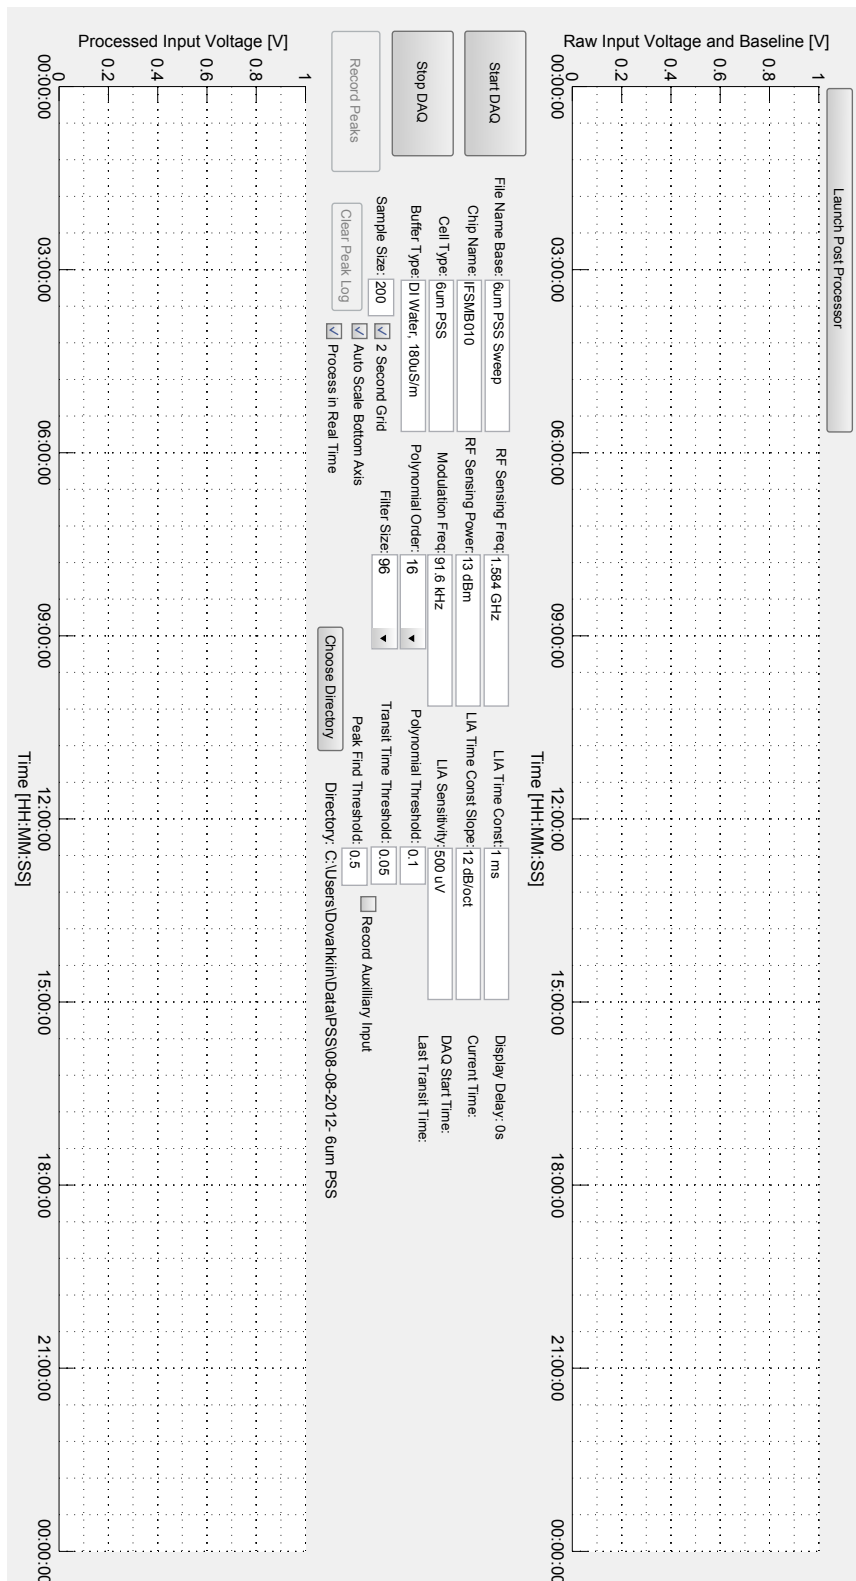 Launch Post Processor
Raw Input Voltage and Baseline [V]
1
0.8
0.6
0.4
0.2
0
00:00:00 03:00:00 06:00:00 09:00:00 12:00:00 15:00:00 18:00:00 21:00:00 00:00:00
Time [HH:MM:SS]
Start DAQ
Stop DAQ
Record Peaks
File Name Base: 6um PSS Sweep
Chip Name: IFSMB010
Cell Type: 6um PSS
Buffer Type: DI Water, 180uS/m
Sample Size: 200
2 Second Grid
Auto Scale Bottom Axis
Clear Peak Log
Process in Real Time
RF Sensing Freq: 1.584 GHz
RF Sensing Power: 13 dBm
Modulation Freq: 91.6 kHz
Polynomial Order: 16
Filter Size: 96
LIA Time Const: 1 ms
LIA Time Const Slope: 12 dB/oct
LIA Sensitivity: 500 uV
Polynomial Threshold: 0.1
Transit Time Threshold: 0.05
Peak Find Threshold: 0.5
Record Auxilliary Input
Display Delay: 0s
Current Time:
DAQ Start Time:
Last Transit Time:
Choose Directory
Directory: C:\Users\Dovahkiin\Data\PSS\08-08-2012- 6um PSS
Processed Input Voltage [V]
1
0.8
0.6
0.4
0.2
0
00:00:00 03:00:00 06:00:00 09:00:00 12:00:00 15:00:00 18:00:00 21:00:00 00:00:00
Time [HH:MM:SS]